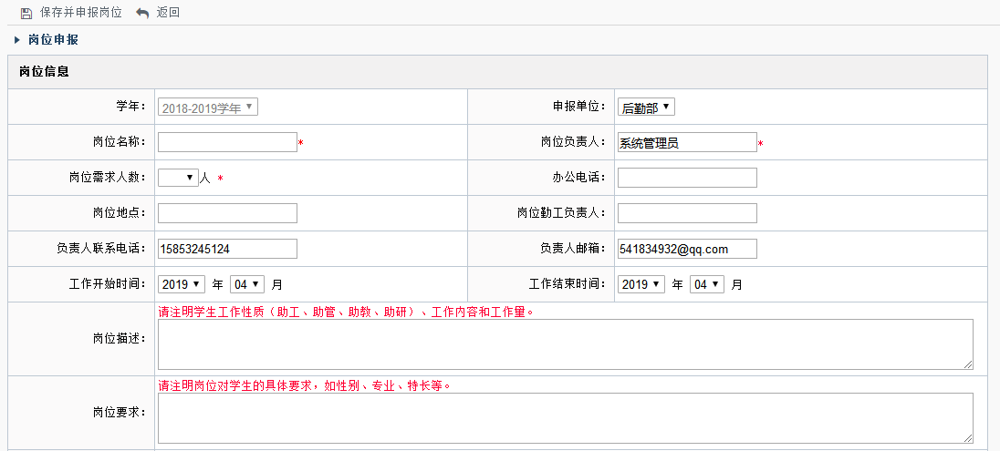 保存并申报岗位 返回
岗位申报
岗位信息
学年： 2018-2019学年 申报单位： 后勤部
岗位名称： * 岗位负责人： 系统管理员 *
岗位需求人数： 人 * 办公电话：
岗位地点： 岗位勤工负责人：
负责人联系电话： 15853245124 负责人邮箱： 541834932@qq.com
工作开始时间： 2019 年 04 月 工作结束时间： 2019 年 04 月
请注明学生工作性质（助工、助管、助教、助研）、工作内容和工作量。
岗位描述：
请注明岗位对学生的具体要求，如性别、专业、特长等。
岗位要求：